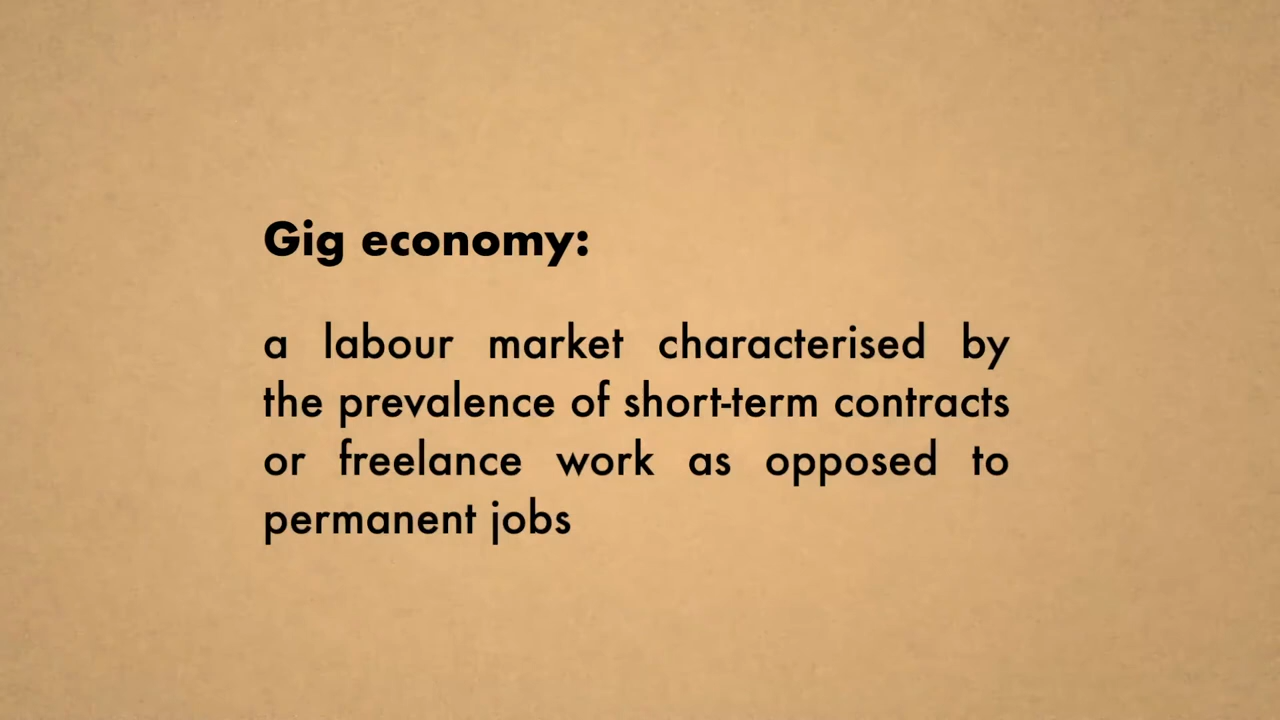 Gig economy:
a labour market characterised by
the prevalence of short-term contracts
or freelance work as opposed to
permanent jobs